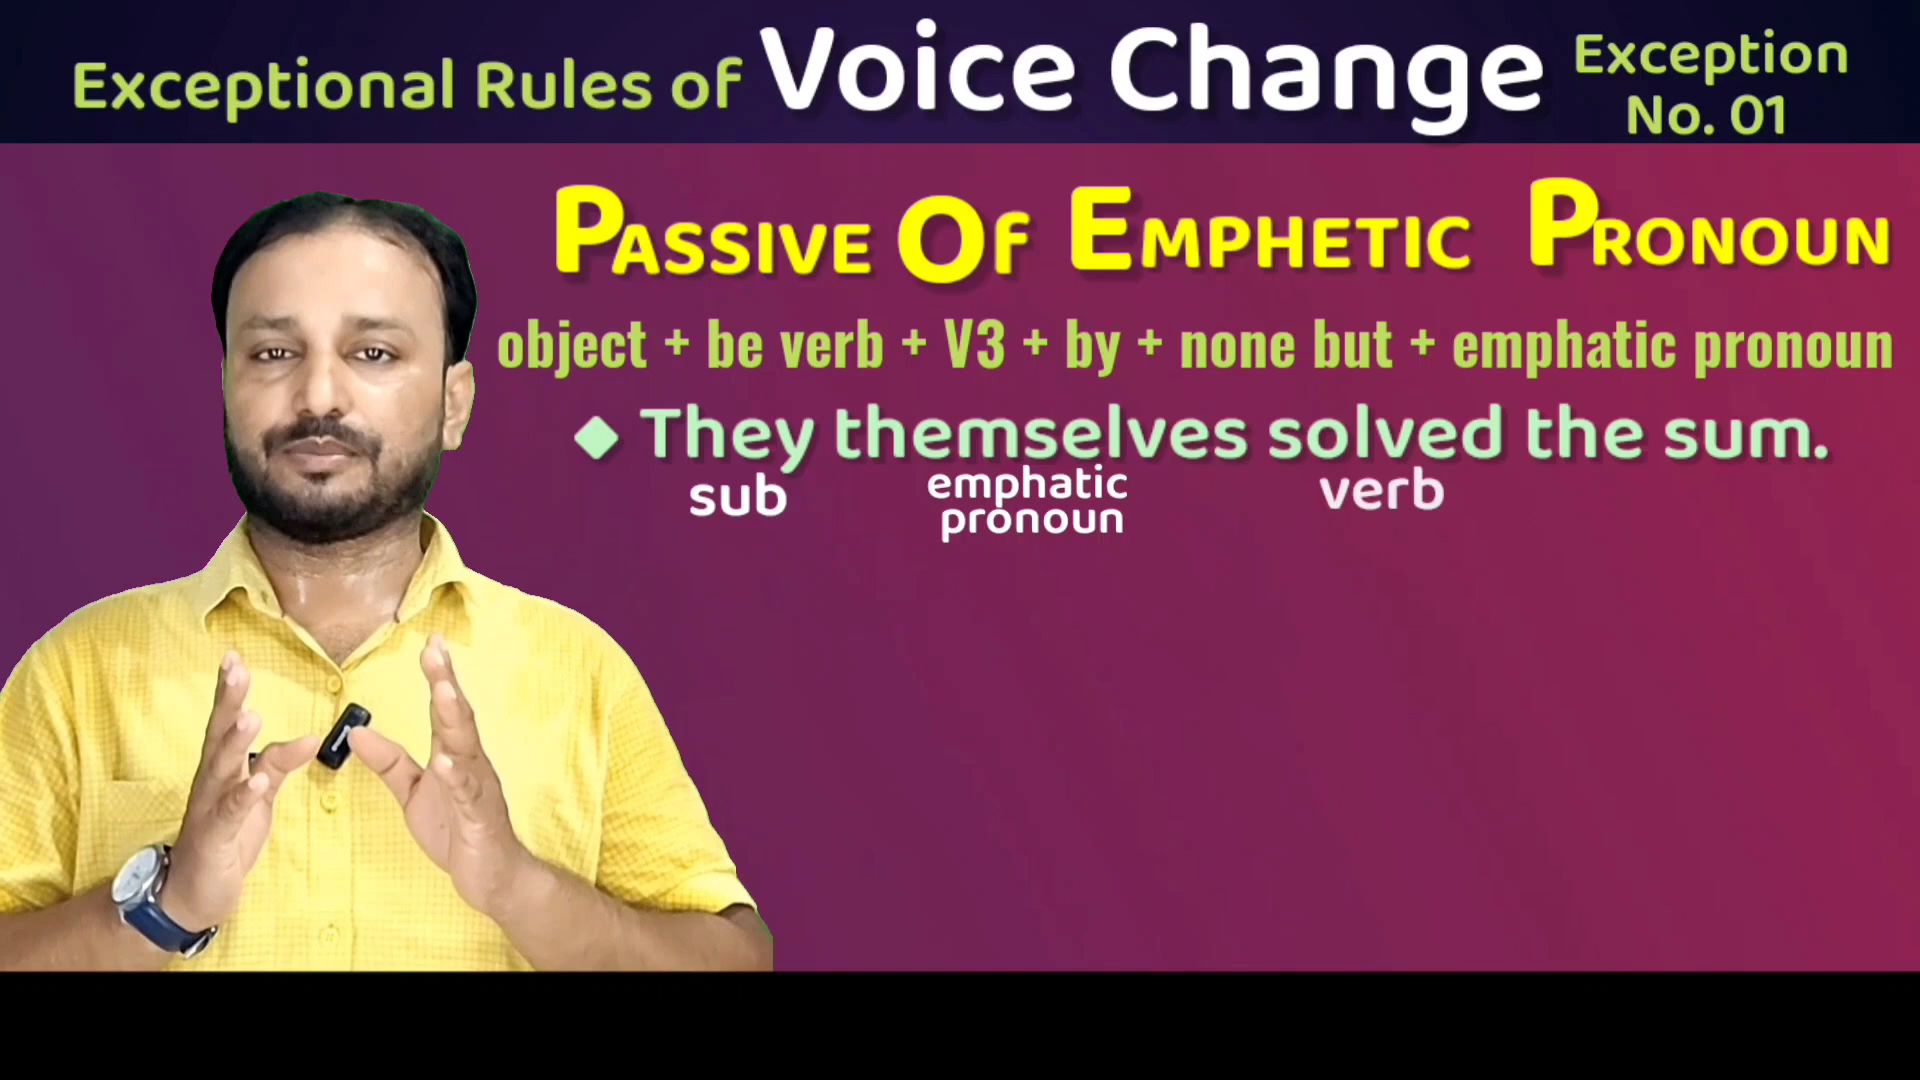 Exceptional Rules of Voice Change Exception No. 01
PASSIVE OF EMPHETIC PRONOUN
object + be verb + V3 + by + none but + emphatic pronoun
◆ They themselves solved the sum.
sub emphatic pronoun verb